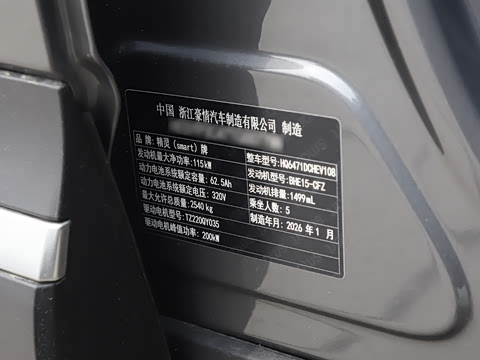 中国 浙江豪情汽车制造有限公司 制造
品 牌：精灵（smart）牌
整车型号：HQ6471DCHEV108
发动机最大净功率：115kW
发动机型号：BHE15-CFZ
动力电池系统额定容量：62.5Ah
发动机排量：1499mL
动力电池系统额定电压：320V
乘坐人数：5
最大允许总质量：2540kg
制造年月：2026 年 1 月
驱动电机型号：TZ220QY035
驱动电机峰值功率：200kW